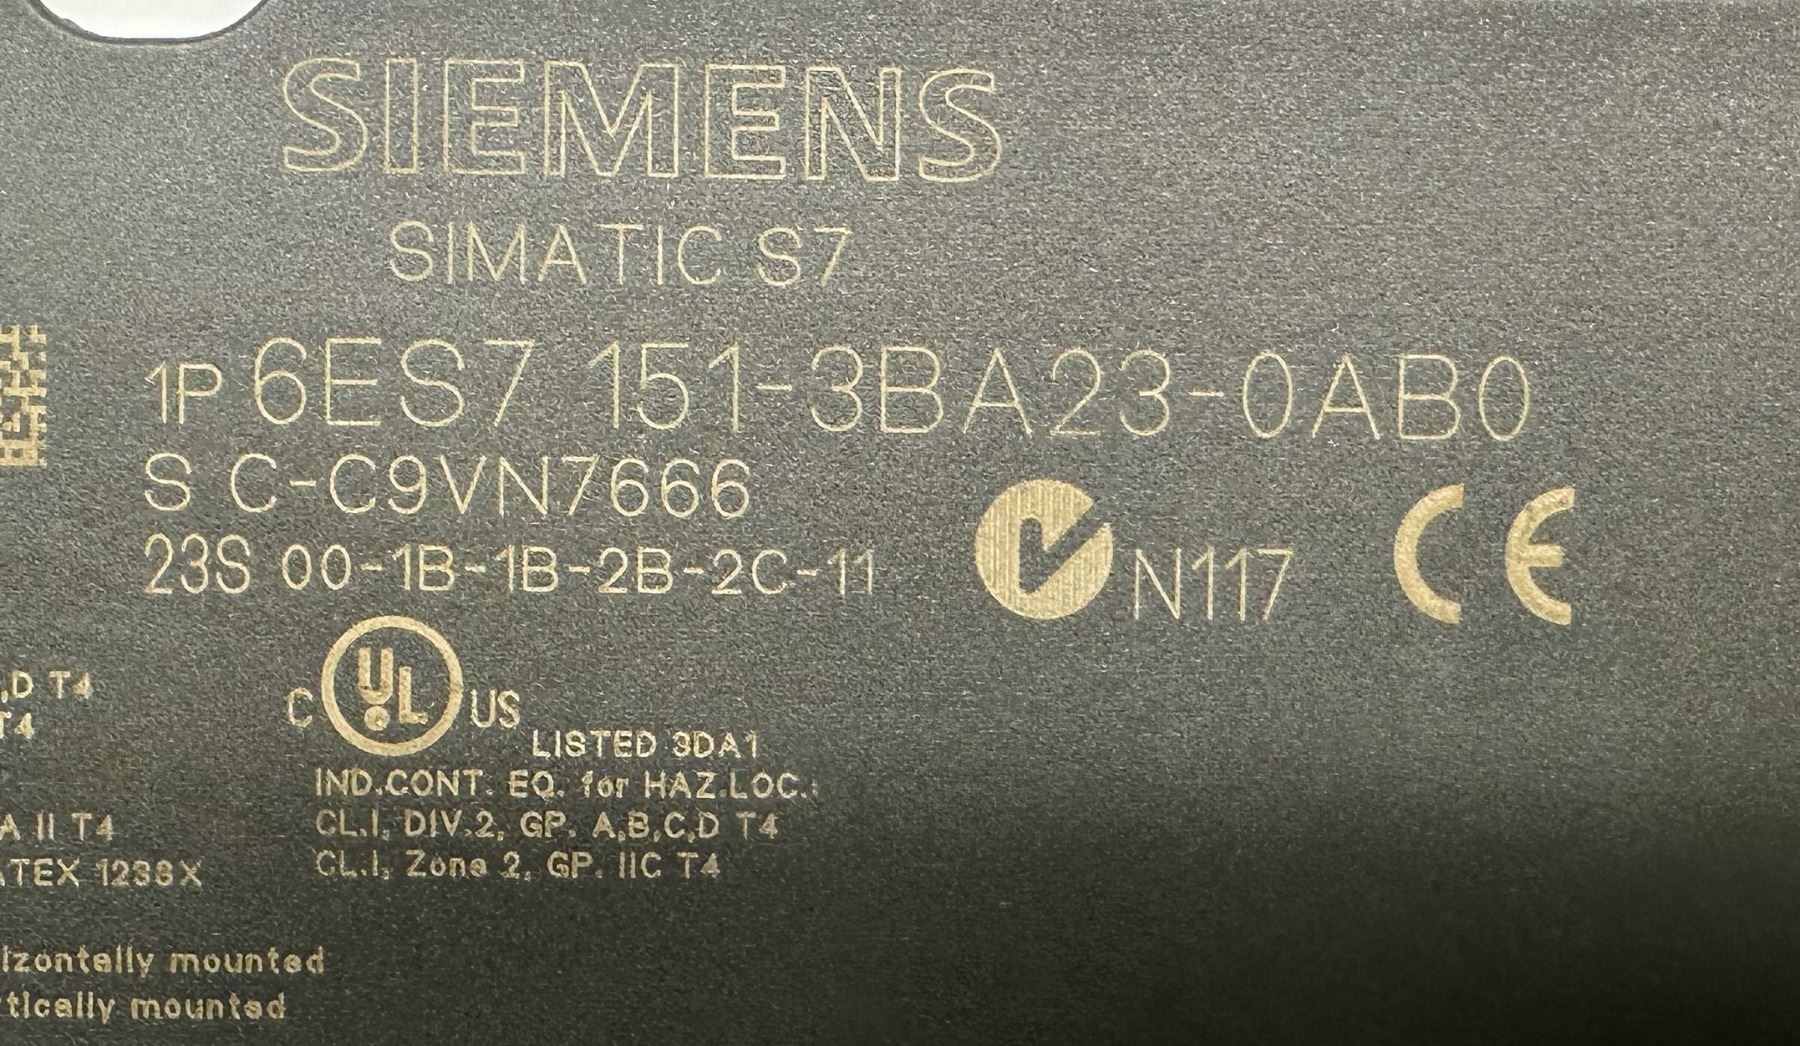 SIEMENS
SIMATIC S7
1P 6ES7 151-3BA23-0AB0
S C-C9VN7666
23S 00-1B-1B-2B-2C-11
N117 CE
,D T4
T4
C UL US
LISTED 3DA1
IND.CONT. EQ. for HAZ.LOC.:
CL.I, DIV.2, GP. A,B,C,D T4
A II T4
CL.I, Zone 2, GP. IIC T4
ATEX 1238X
izontally mounted
tically mounted